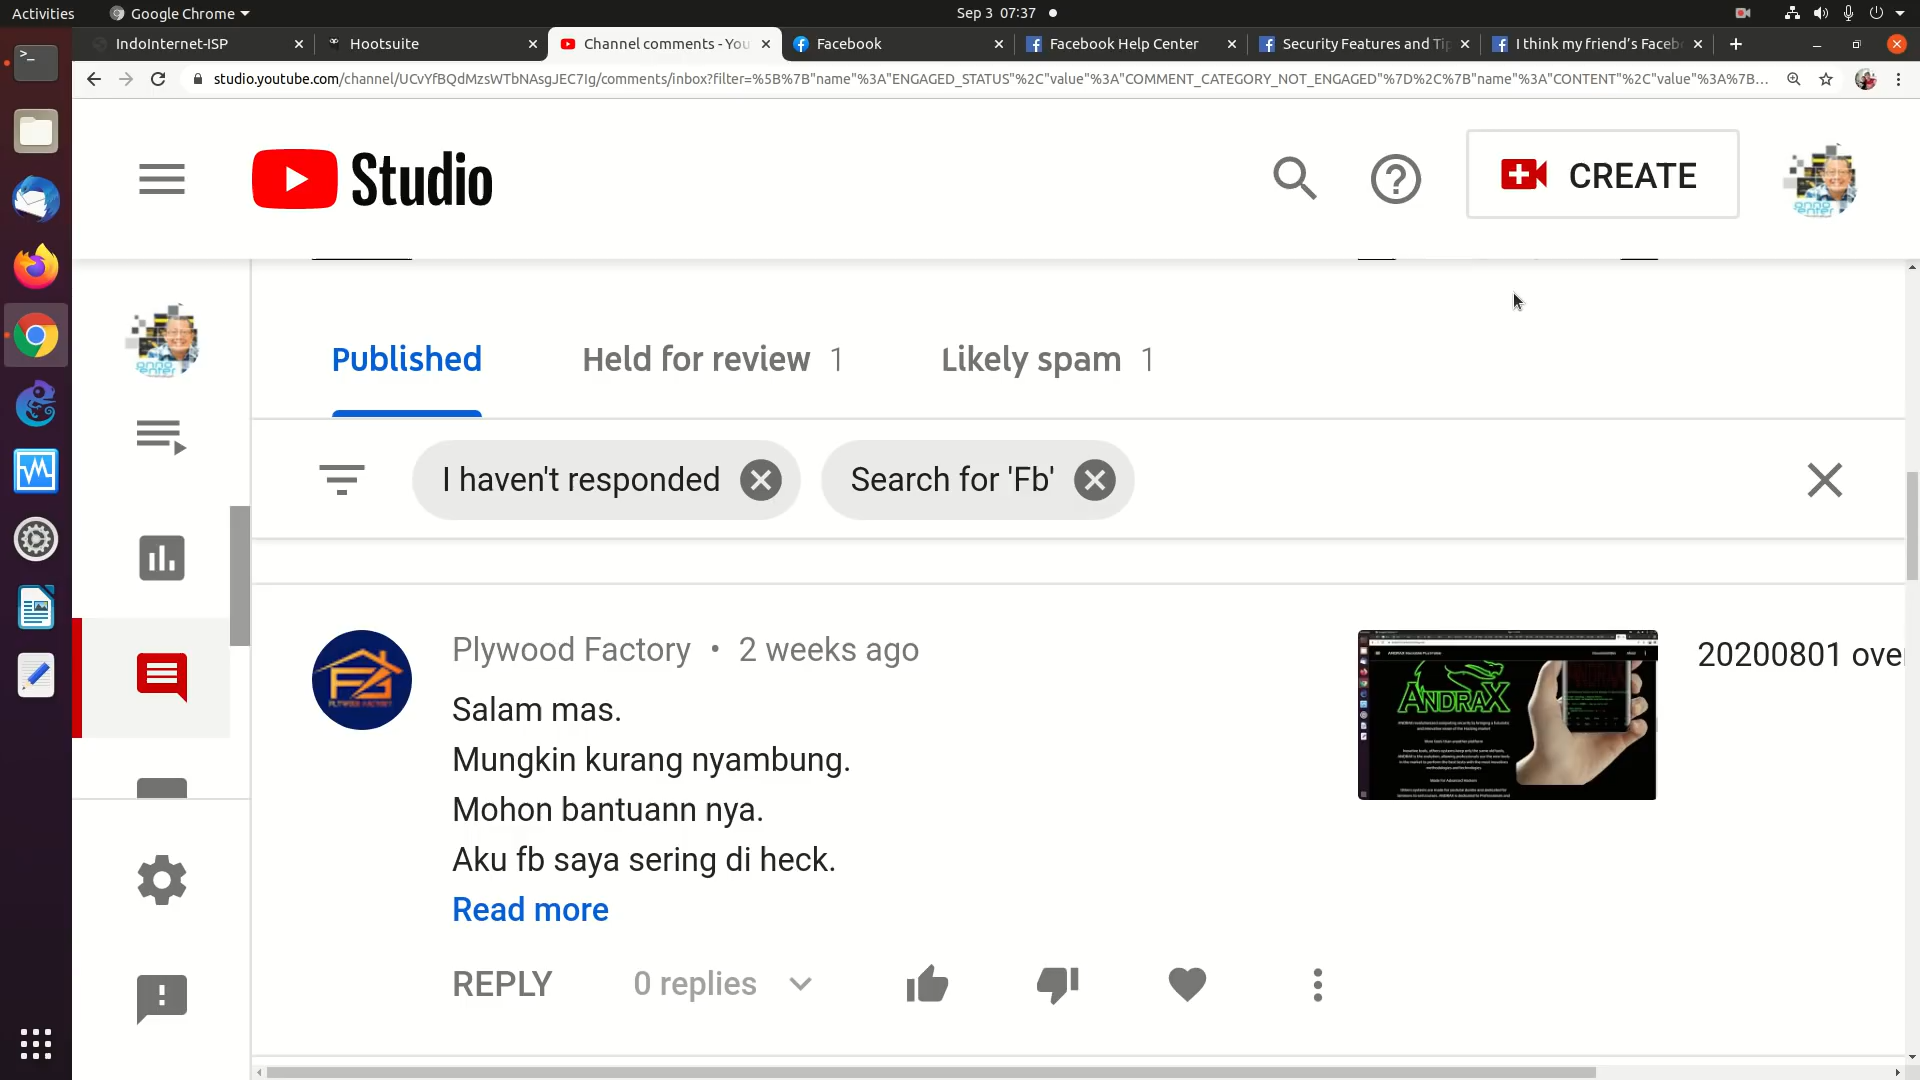 Activities
Google Chrome
Sep 3 07:37
IndoInternet-ISP
Hootsuite
Channel comments - You
Facebook
Facebook Help Center
Security Features and Tip
I think my friend's Faceb
studio.youtube.com/channel/UCvYfBQdMzsWTbNAsgJEC7Ig/comments/inbox?filter=%5B%7B"name"%3A"ENGAGED_STATUS"%2C"value"%3A"COMMENT_CATEGORY_NOT_ENGAGED"%7D%2C%7B"name"%3A"CONTENT"%2C"value"%3A%7B...
Studio
CREATE
Published
Held for review 1
Likely spam 1
I haven't responded
Search for 'Fb'
Plywood Factory • 2 weeks ago
Salam mas.
Mungkin kurang nyambung.
Mohon bantuann nya.
Aku fb saya sering di heck.
Read more
REPLY
0 replies
ANDRAX
20200801 over